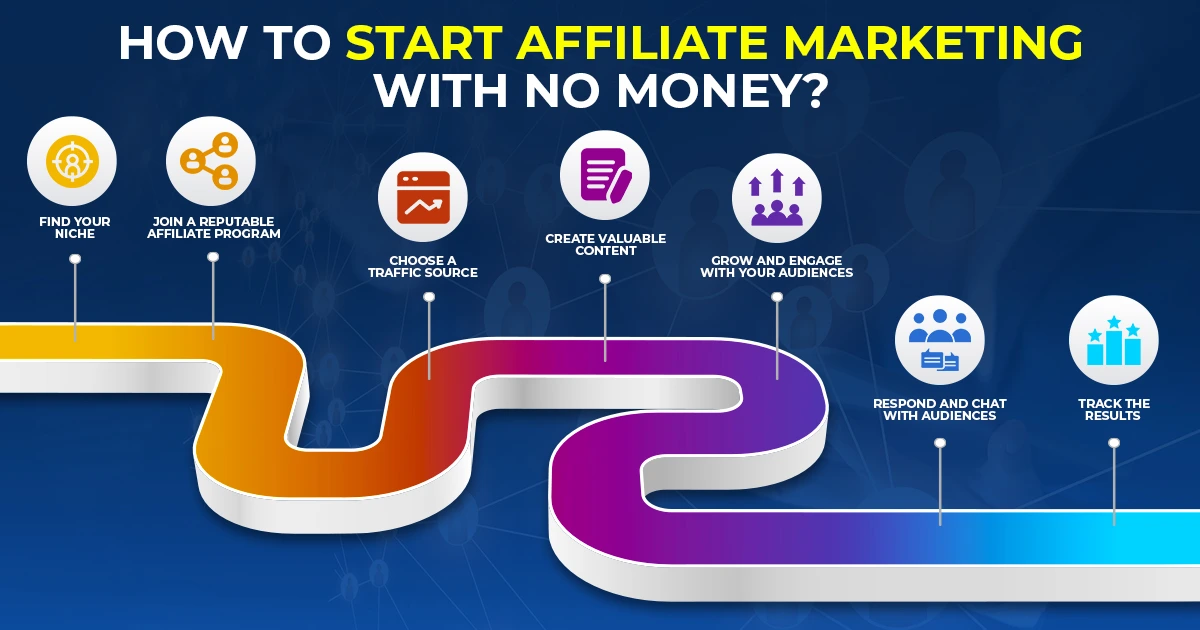 HOW TO START AFFILIATE MARKETING
WITH NO MONEY?
FIND YOUR
NICHE
JOIN A REPUTABLE
AFFILIATE PROGRAM
CHOOSE A
TRAFFIC SOURCE
CREATE VALUABLE
CONTENT
GROW AND ENGAGE
WITH YOUR AUDIENCES
RESPOND AND CHAT
WITH AUDIENCES
TRACK THE
RESULTS